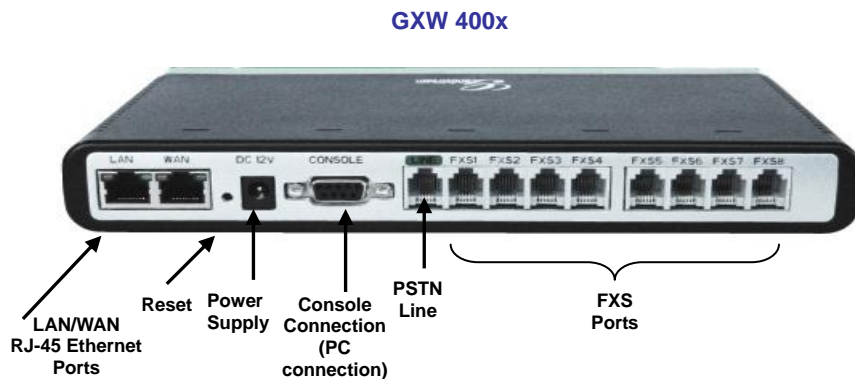 GXW 400x
LAN
WAN
DC 12V
CONSOLE
LINE
FXS1
FXS2
FXS3
FXS4
FXS5
FXS6
FXS7
FXS8
LAN/WAN
RJ-45 Ethernet
Ports
Reset
Power
Supply
Console
Connection
(PC
connection)
PSTN
Line
FXS
Ports